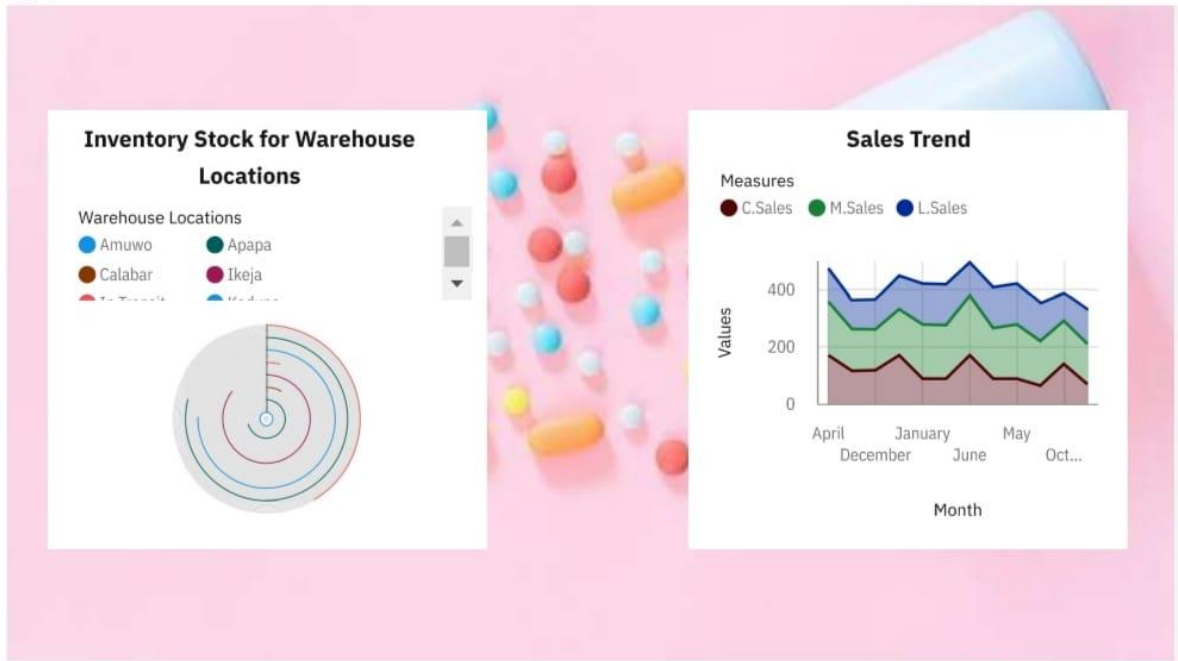 Inventory Stock for Warehouse
Locations
Warehouse Locations
Amuwo
Apapa
Calabar
Ikeja
Sales Trend
Measures
C.Sales
M.Sales
L.Sales
400
200
0
Values
April
January
May
December
June
Oct...
Month